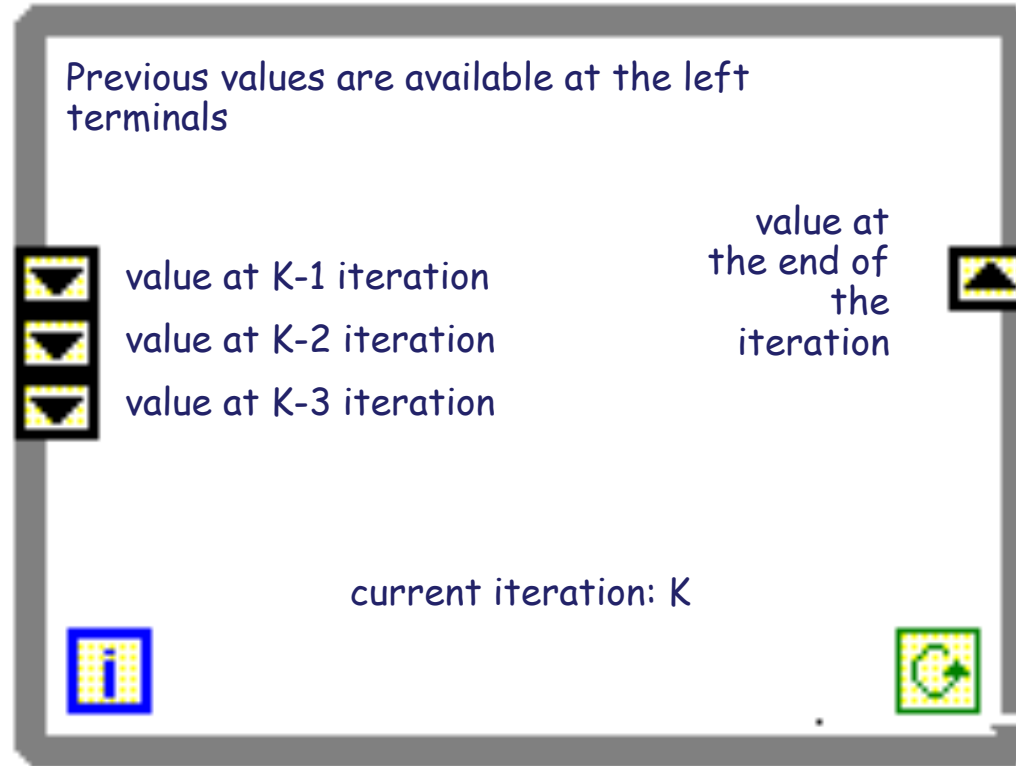 Previous values are available at the left
terminals
value at
the end of
the
iteration
value at K-1 iteration
value at K-2 iteration
value at K-3 iteration
current iteration: K
i